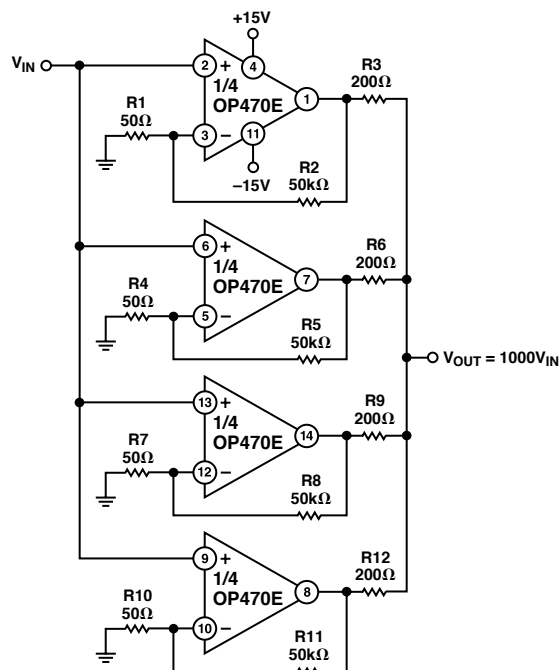 +15V
VIN
2
+
4
1/4
OP470E
1
R3
200Ω
R1
50Ω
3
–
11
–15V
R2
50kΩ
6
+
1/4
OP470E
7
R6
200Ω
R4
50Ω
5
–
R5
50kΩ
VOUT = 1000VIN
13
+
1/4
OP470E
14
R9
200Ω
R7
50Ω
12
–
R8
50kΩ
9
+
1/4
OP470E
8
R12
200Ω
R10
50Ω
10
–
R11
50kΩ